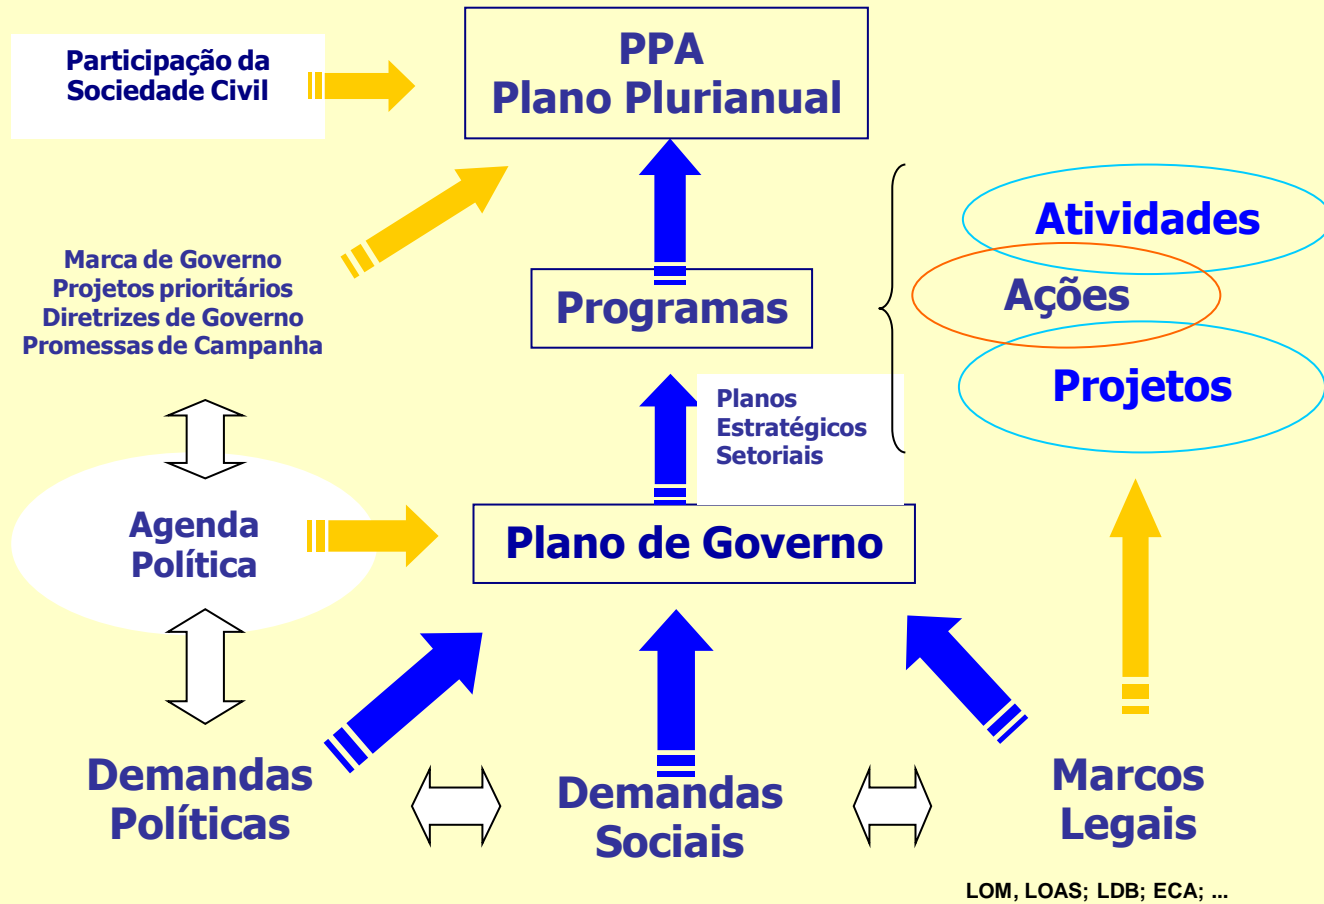 Participação da
Sociedade Civil
PPA
Plano Plurianual
Marca de Governo
Projetos prioritários
Diretrizes de Governo
Promessas de Campanha
Programas
Atividades
Ações
Projetos
Planos
Estratégicos
Setoriais
Agenda
Política
Plano de Governo
Demandas
Políticas
Demandas
Sociais
Marcos
Legais
LOM, LOAS; LDB; ECA; ...